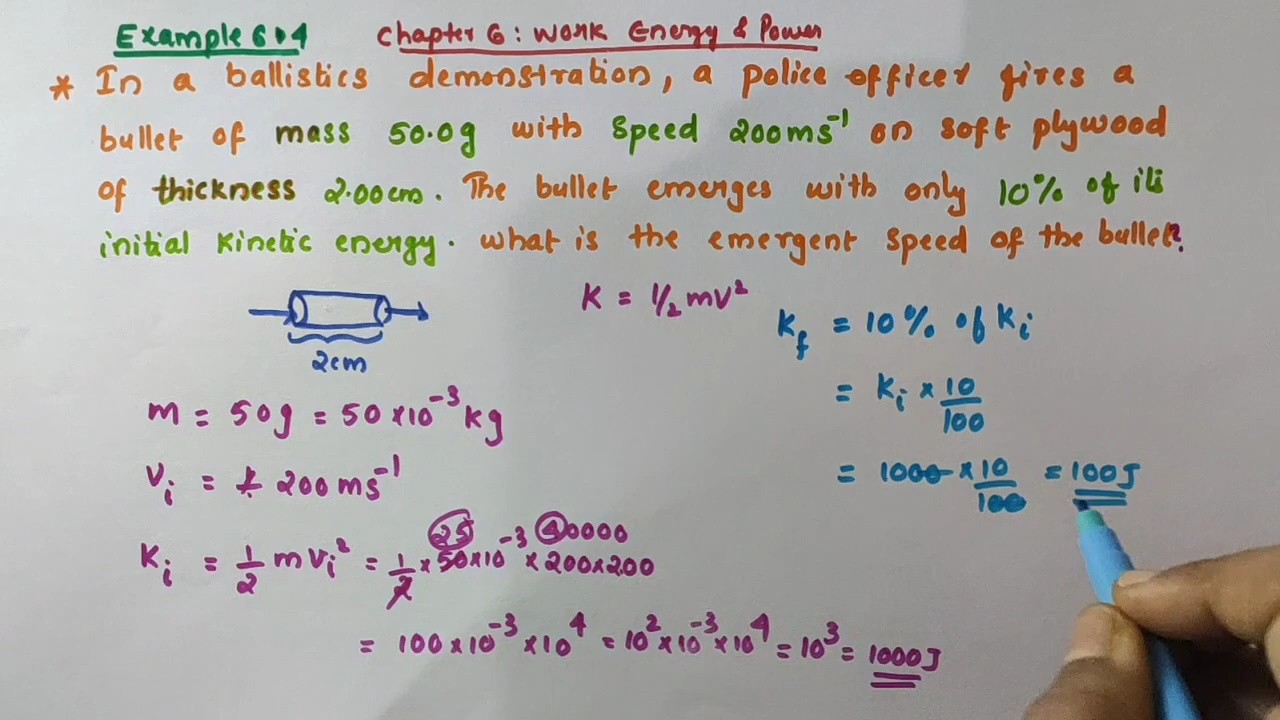 Example 6.4 Chapter 6: Work Energy & Power
* In a ballistics demonstration, a police officer fires a
bullet of mass 50.0g with speed 200ms⁻¹ on soft plywood
of thickness 2.00cm. The bullet emerges with only 10% of its
initial kinetic energy. what is the emergent speed of the bullet?
2cm
K = 1/2 mv²
m = 50g = 50×10⁻³ kg
Vᵢ = 200ms⁻¹
Kᵢ = 1/2 m Vᵢ² = 1/2 × 50×10⁻³ × 200×200
25 40000
= 100×10⁻³×10⁴ = 10²×10⁻³×10⁴ = 10³ = 1000J
K_f = 10% of Kᵢ
= Kᵢ × 10/100
= 1000 × 10/100 = 100J